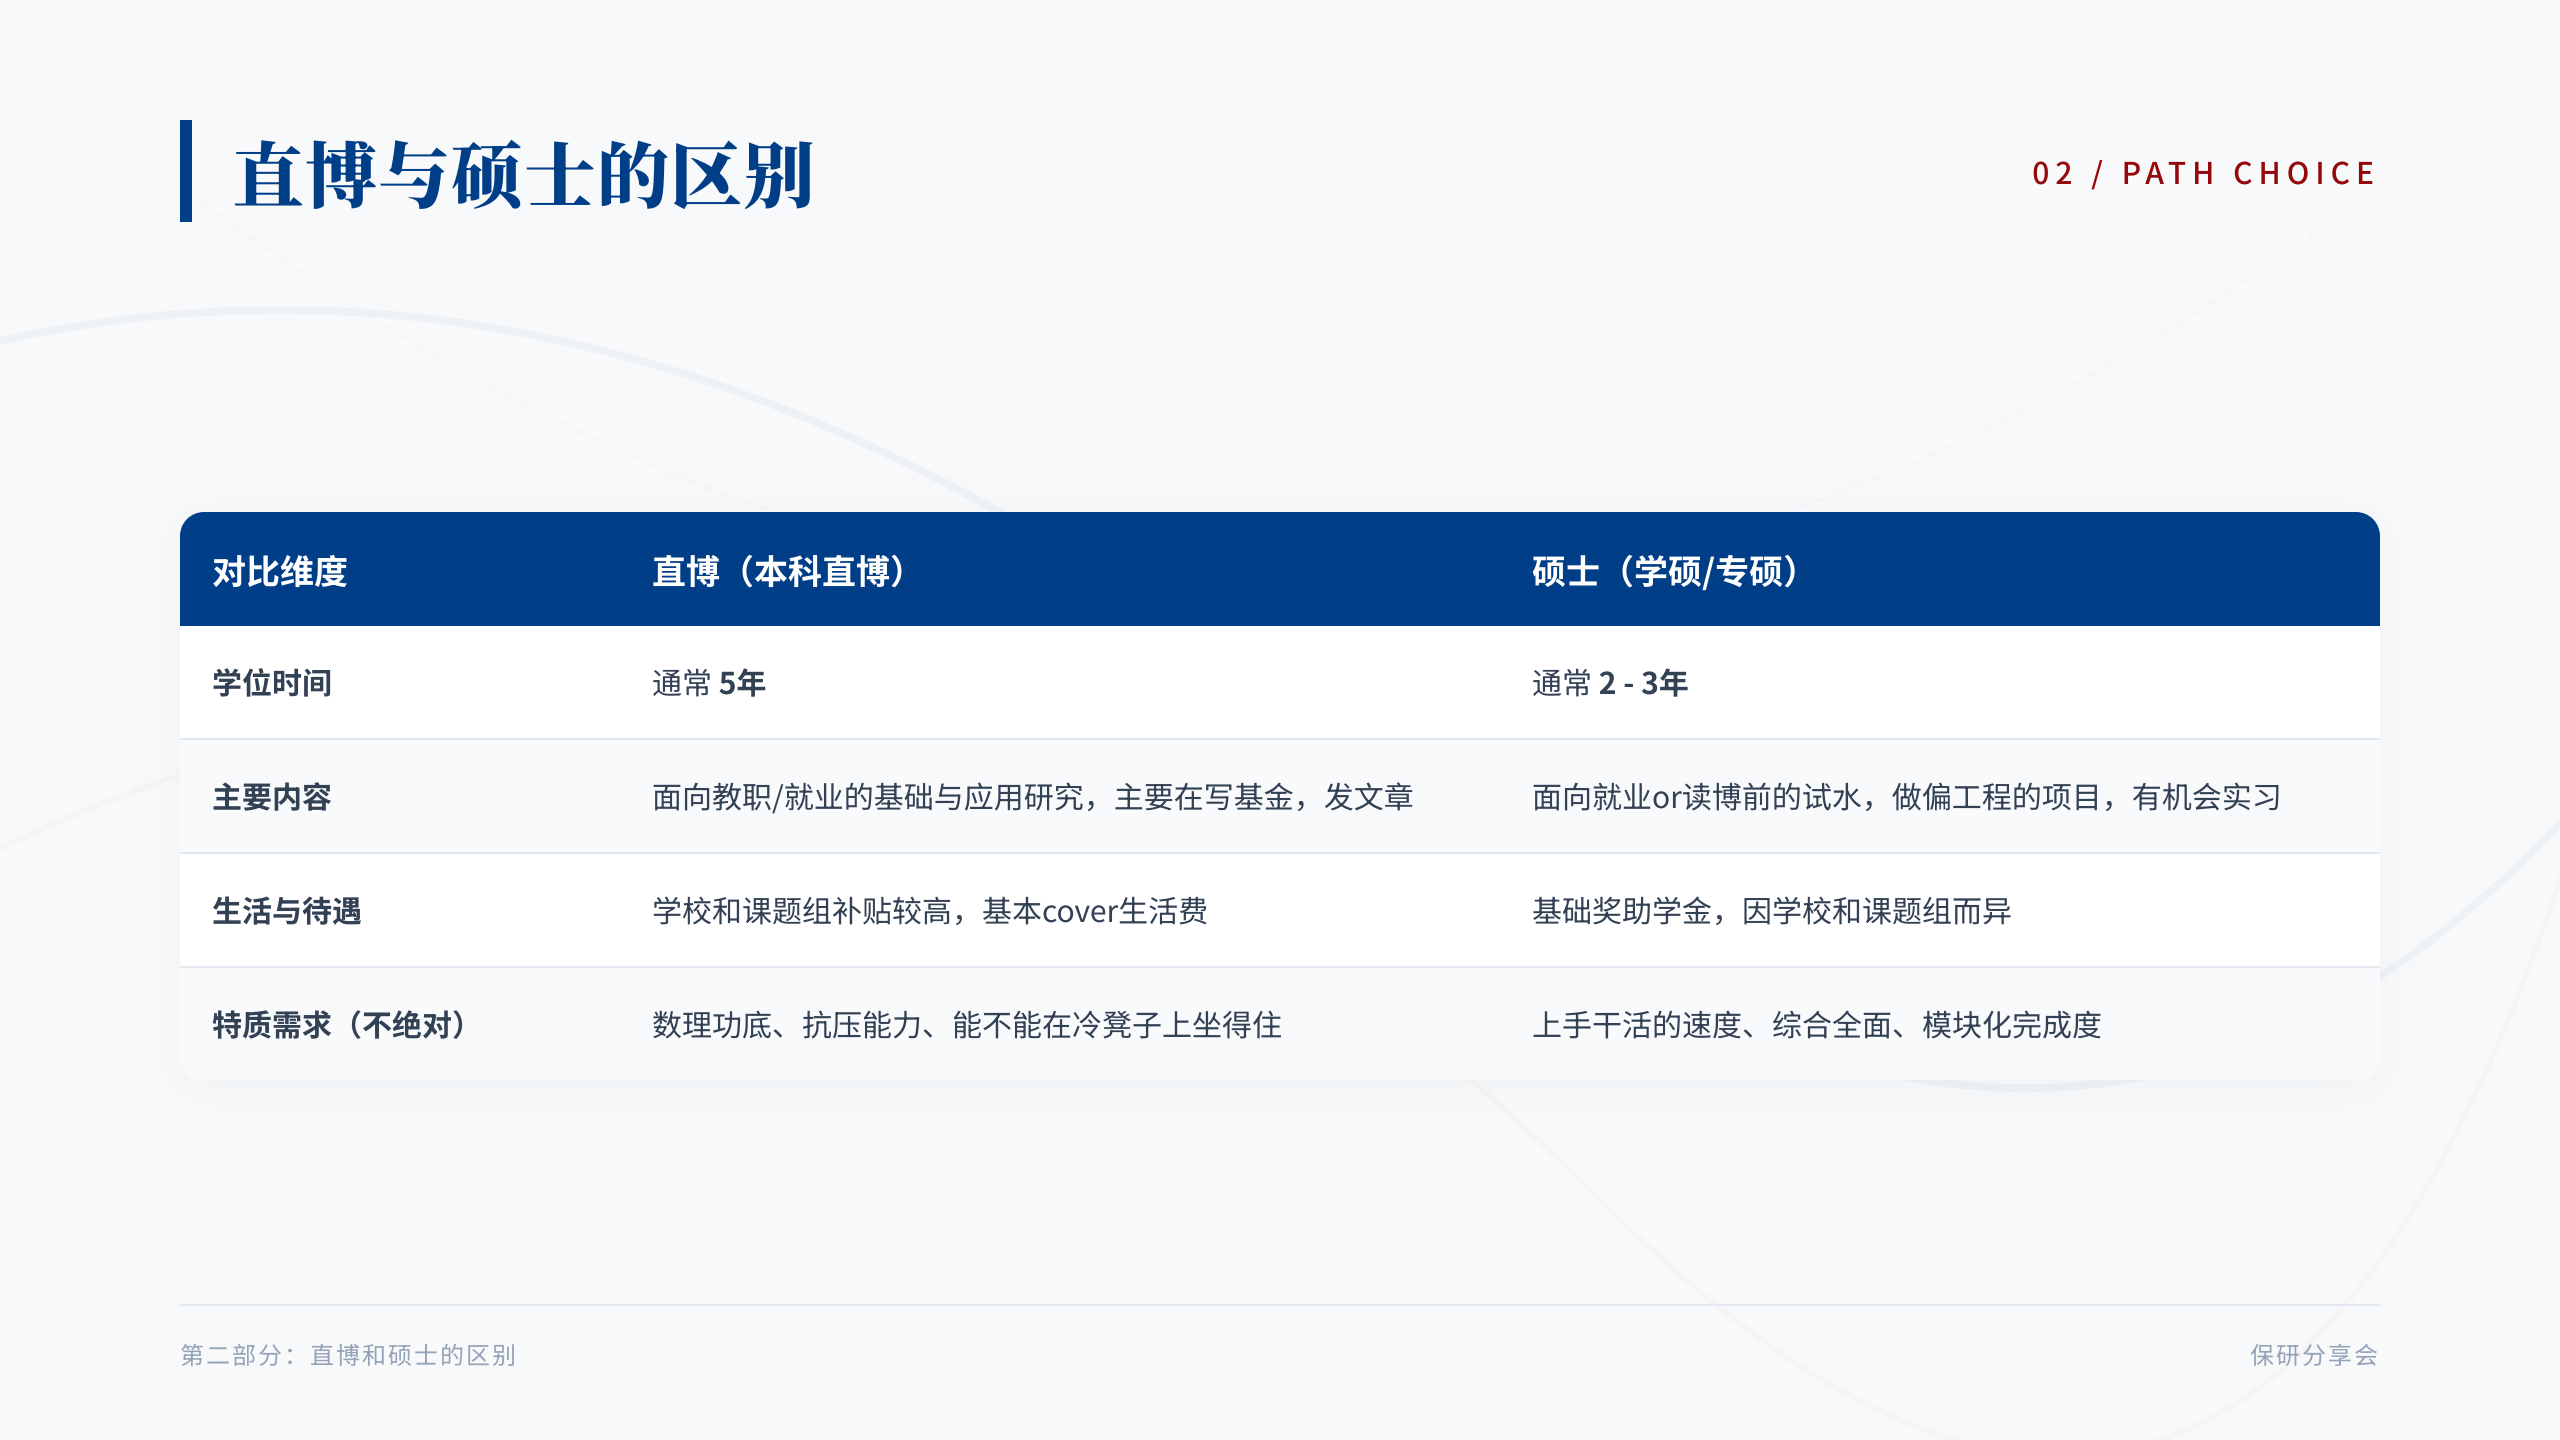 直博与硕士的区别
02 / PATH CHOICE
对比维度 直博（本科直博） 硕士（学硕/专硕）
学位时间 通常 5年 通常 2 - 3年
主要内容 面向教职/就业的基础与应用研究，主要在写基金，发文章 面向就业or读博前的试水，做偏工程的项目，有机会实习
生活与待遇 学校和课题组补贴较高，基本cover生活费 基础奖助学金，因学校和课题组而异
特质需求（不绝对） 数理功底、抗压能力、能不能在冷凳子上坐得住 上手干活的速度、综合全面、模块化完成度
第二部分：直博和硕士的区别
保研分享会